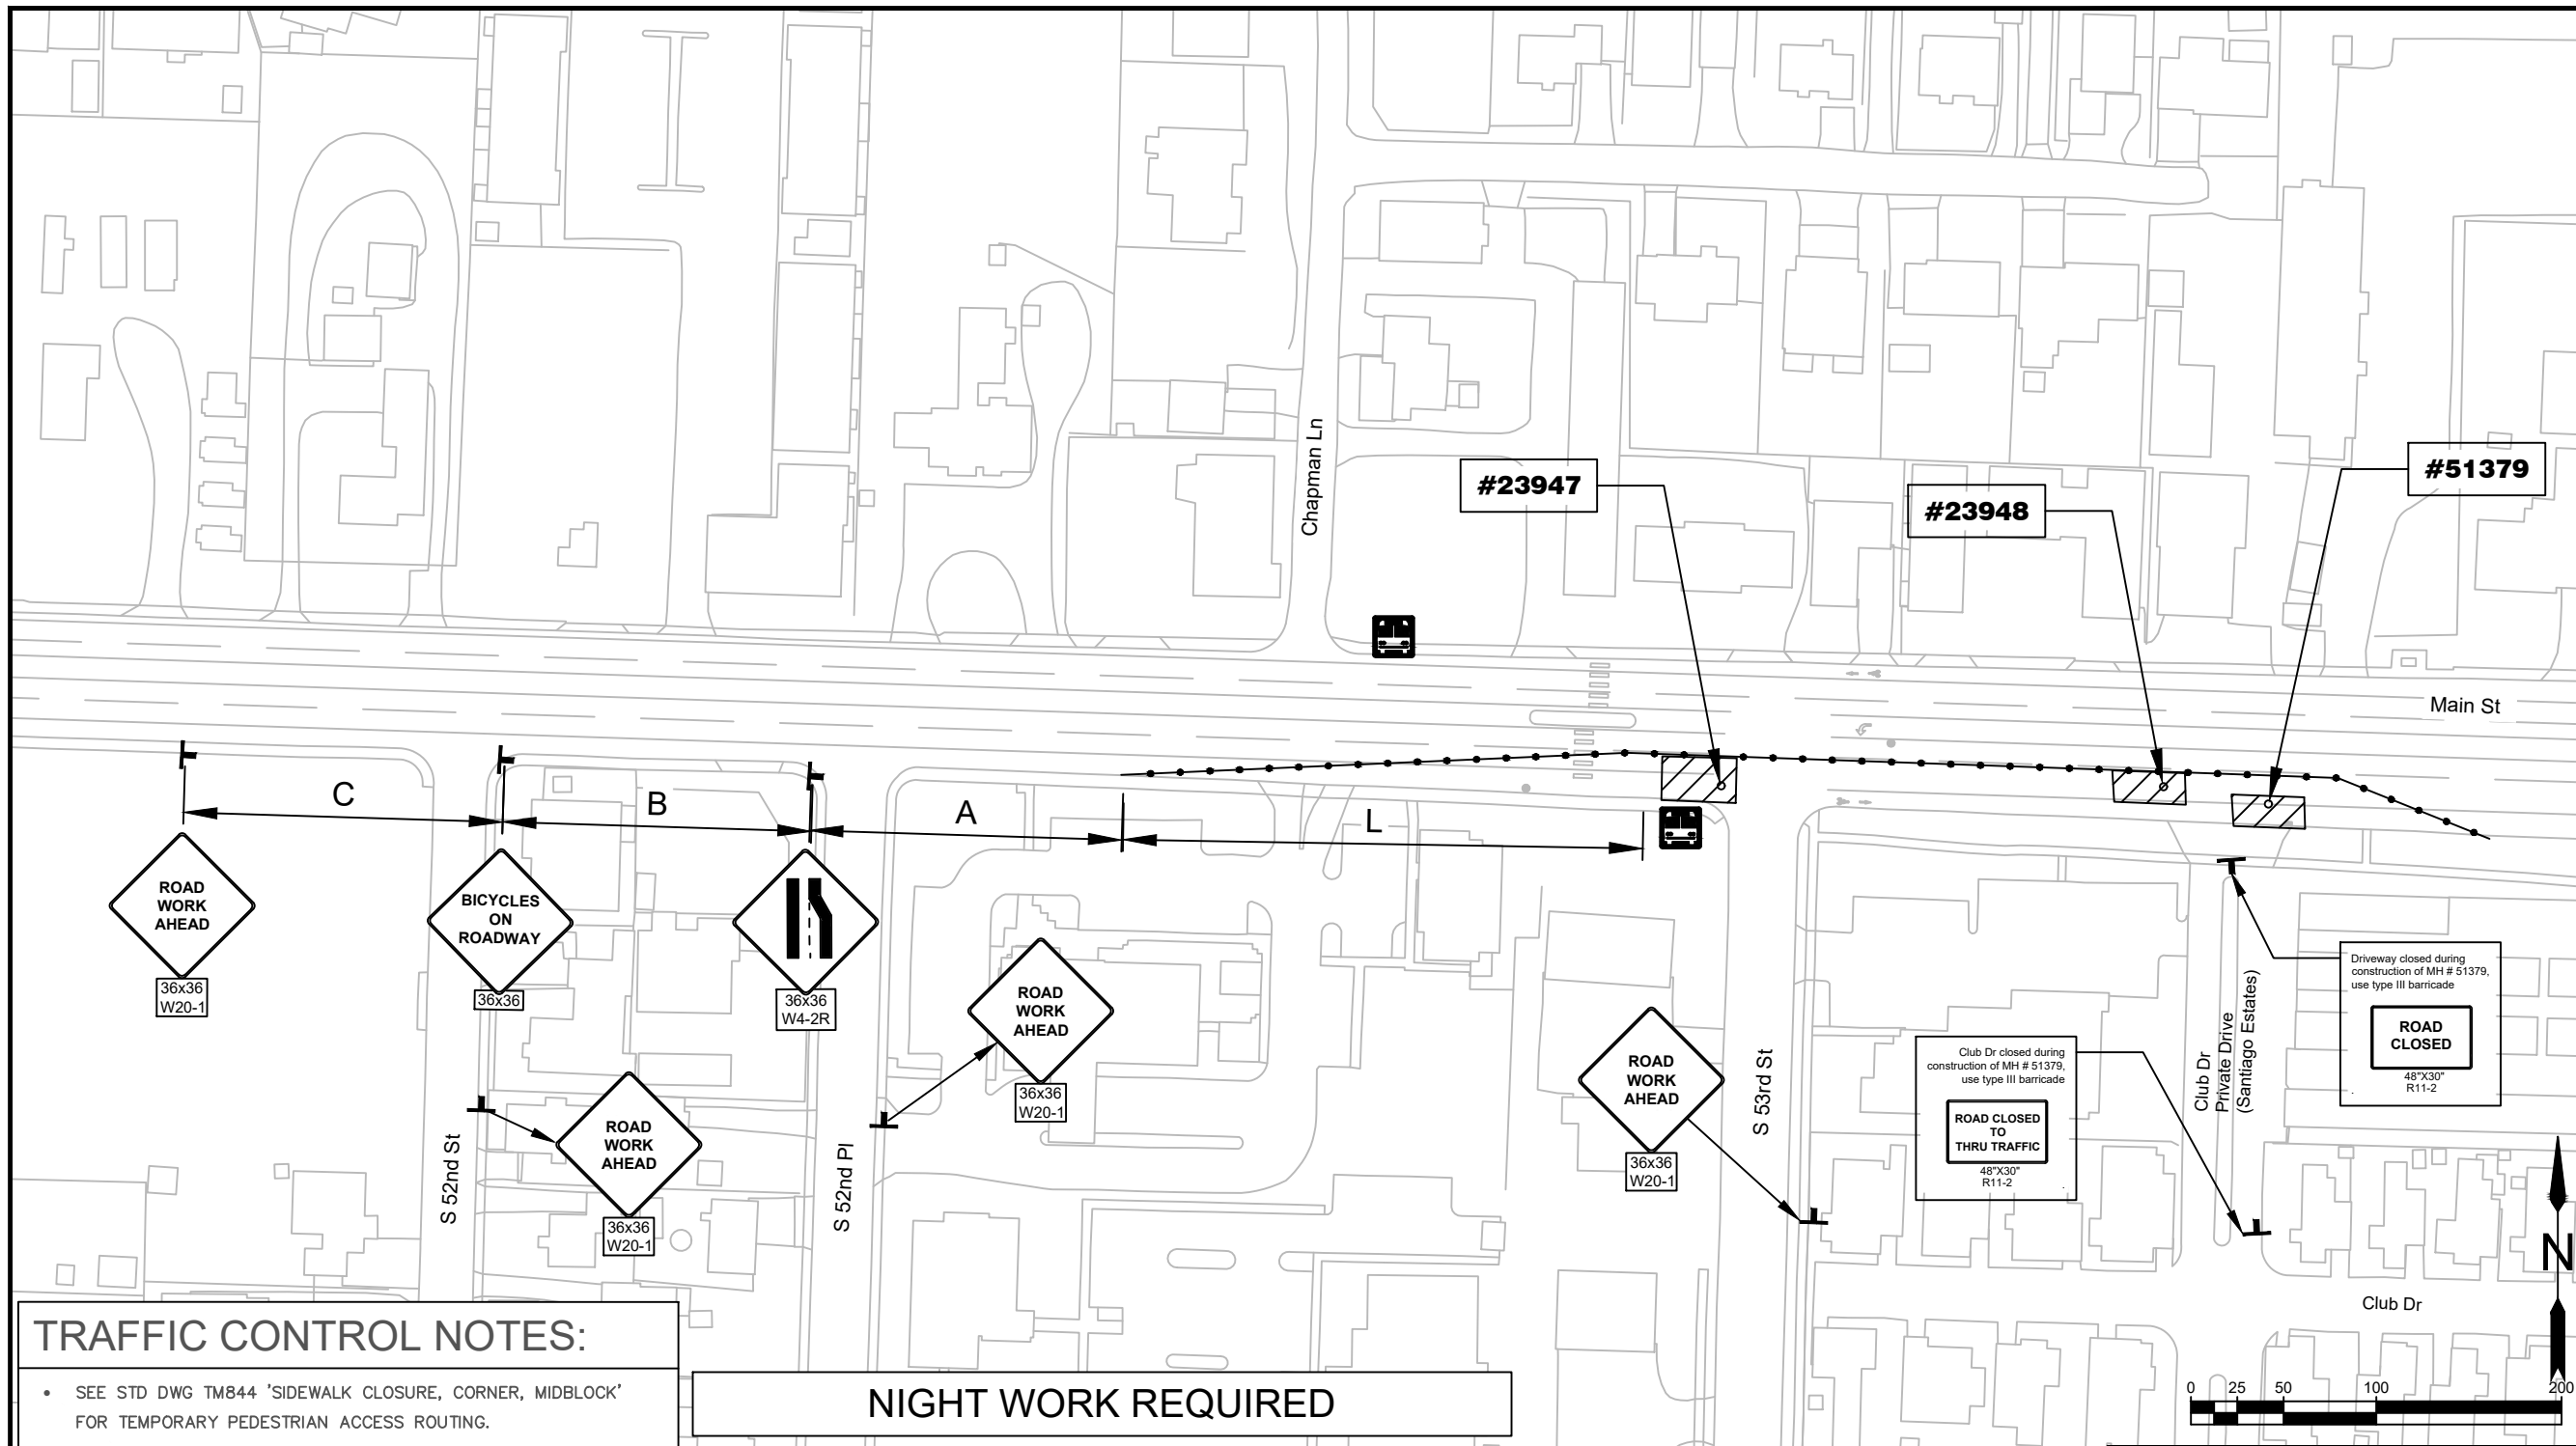 Chapman Ln
#23947
#23948
#51379
Main St
C
B
A
L
ROAD
WORK
AHEAD
36x36
W20-1
BICYCLES
ON
ROADWAY
36x36
36x36
W4-2R
ROAD
WORK
AHEAD
36x36
W20-1
ROAD
WORK
AHEAD
36x36
W20-1
ROAD
WORK
AHEAD
36x36
W20-1
S 52nd St
S 52nd Pl
S 53rd St
Club Dr closed during
construction of MH # 51379,
use type III barricade
ROAD CLOSED
TO
THRU TRAFFIC
48"X30"
R11-2
Club Dr
Private Drive
(Santiago Estates)
Driveway closed during
construction of MH # 51379,
use type III barricade
ROAD
CLOSED
48"X30"
R11-2
N
Club Dr
0 25 50 100 200
TRAFFIC CONTROL NOTES:
• SEE STD DWG TM844 'SIDEWALK CLOSURE, CORNER, MIDBLOCK'
FOR TEMPORARY PEDESTRIAN ACCESS ROUTING.
NIGHT WORK REQUIRED